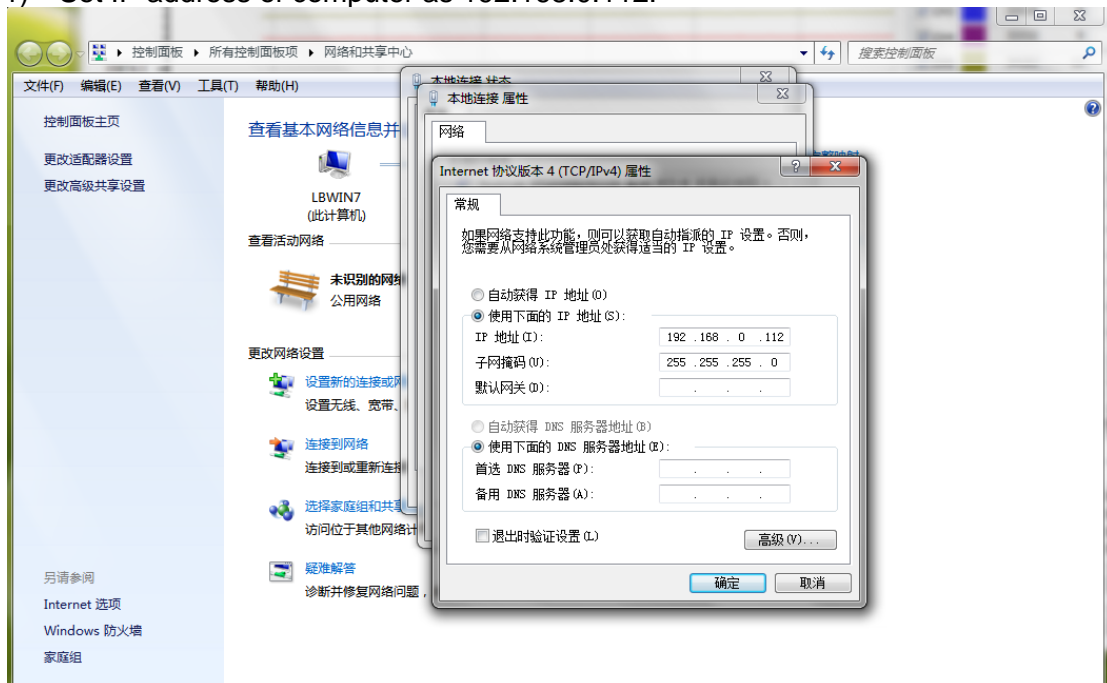 1) Set IP address of computer as 192.168.0.112.
控制面板 ▸ 所有控制面板项 ▸ 网络和共享中心
搜索控制面板
文件(F) 编辑(E) 查看(V) 工具(T) 帮助(H)
控制面板主页
更改适配器设置
更改高级共享设置
另请参阅
Internet 选项
Windows 防火墙
家庭组
查看基本网络信息并
LBWIN7
(此计算机)
查看活动网络
未识别的网络
公用网络
更改网络设置
设置新的连接或网
设置无线、宽带、
连接到网络
连接到或重新连接
选择家庭组和共享
访问位于其他网络计
疑难解答
诊断并修复网络问题，
本地连接 状态
本地连接 属性
网络
Internet 协议版本 4 (TCP/IPv4) 属性
常规
如果网络支持此功能，则可以获取自动指派的 IP 设置。否则，
您需要从网络系统管理员处获得适当的 IP 设置。
自动获得 IP 地址(O)
使用下面的 IP 地址(S):
IP 地址(I): 192 . 168 . 0 . 112
子网掩码(U): 255 . 255 . 255 . 0
默认网关(D): . . .
自动获得 DNS 服务器地址(B)
使用下面的 DNS 服务器地址(E):
首选 DNS 服务器(P): . . .
备用 DNS 服务器(A): . . .
退出时验证设置(L)
高级(V)...
确定 取消